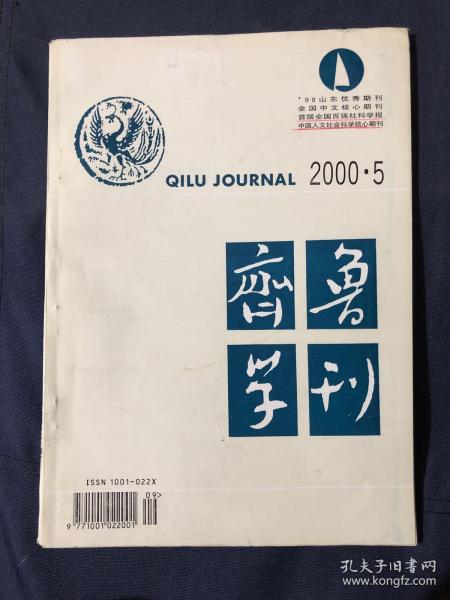 '98山东优秀期刊
全国中文核心期刊
首届全国百强社科学报
中国人文社会科学核心期刊
QILU JOURNAL 2000·5
齊鲁
学刊
ISSN 1001-022X
09>
9 771001 022001
孔夫子旧书网
www.kongfz.com